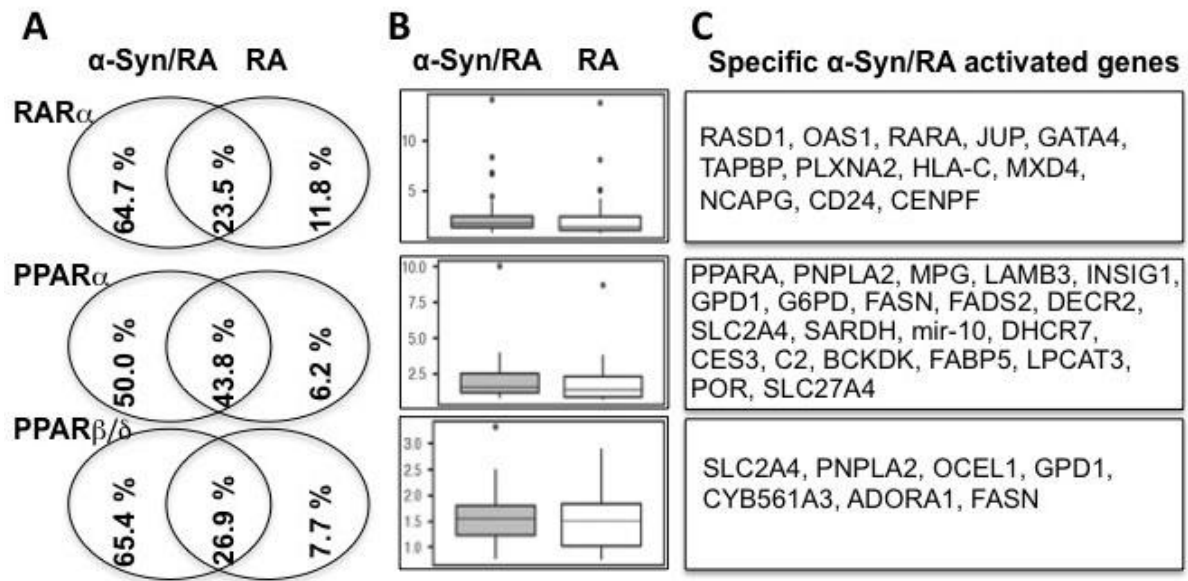 A
B
C
α-Syn/RA RA
α-Syn/RA RA
Specific α-Syn/RA activated genes
RARα
64.7 %
23.5 %
11.8 %
10
5
RASD1, OAS1, RARA, JUP, GATA4,
TAPBP, PLXNA2, HLA-C, MXD4,
NCAPG, CD24, CENPF
PPARα
50.0 %
43.8 %
6.2 %
10.0
7.5
5.0
2.5
PPARA, PNPLA2, MPG, LAMB3, INSIG1,
GPD1, G6PD, FASN, FADS2, DECR2,
SLC2A4, SARDH, mir-10, DHCR7,
CES3, C2, BCKDK, FABP5, LPCAT3,
POR, SLC27A4
PPARβ/δ
65.4 %
26.9 %
7.7 %
3.0
2.5
2.0
1.5
1.0
SLC2A4, PNPLA2, OCEL1, GPD1,
CYB561A3, ADORA1, FASN